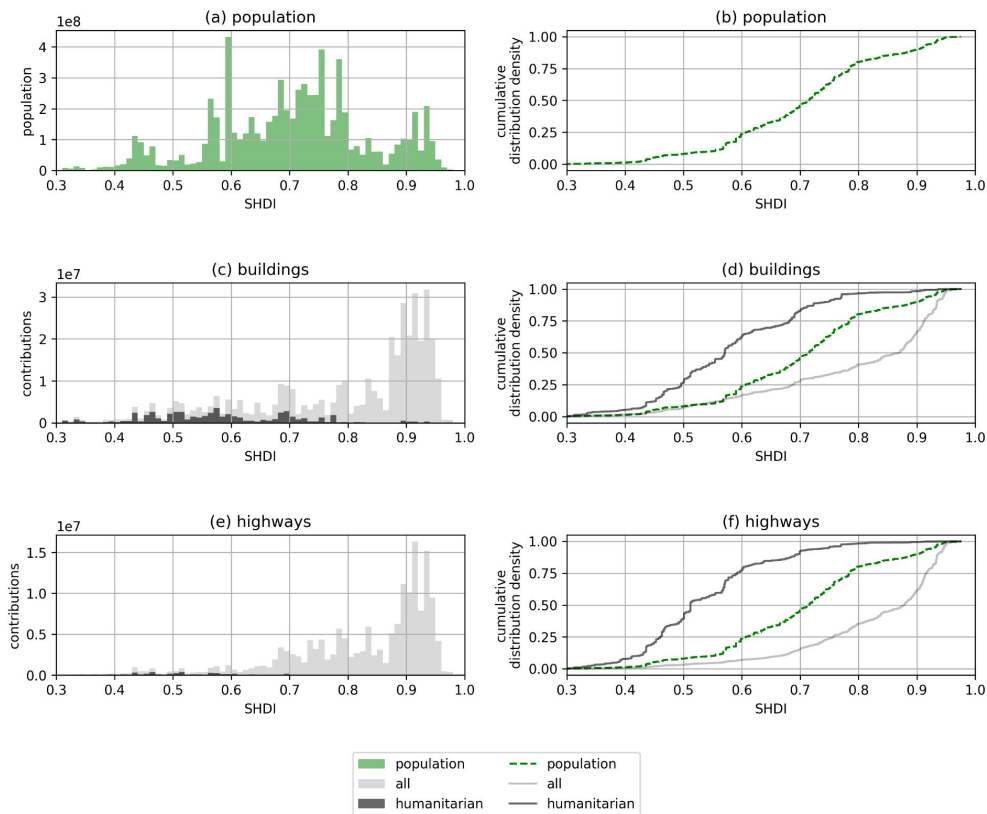 (a) population
1e8
population
4
3
2
1
0
0.3 0.4 0.5 0.6 0.7 0.8 0.9 1.0
SHDI
(b) population
cumulative
distribution density
1.00
0.75
0.50
0.25
0.00
0.3 0.4 0.5 0.6 0.7 0.8 0.9 1.0
SHDI
(c) buildings
1e7
contributions
3
2
1
0
0.3 0.4 0.5 0.6 0.7 0.8 0.9 1.0
SHDI
(d) buildings
cumulative
distribution density
1.00
0.75
0.50
0.25
0.00
0.3 0.4 0.5 0.6 0.7 0.8 0.9 1.0
SHDI
(e) highways
1e7
contributions
1.5
1.0
0.5
0.0
0.3 0.4 0.5 0.6 0.7 0.8 0.9 1.0
SHDI
(f) highways
cumulative
distribution density
1.00
0.75
0.50
0.25
0.00
0.3 0.4 0.5 0.6 0.7 0.8 0.9 1.0
SHDI
population
all
humanitarian
population
all
humanitarian